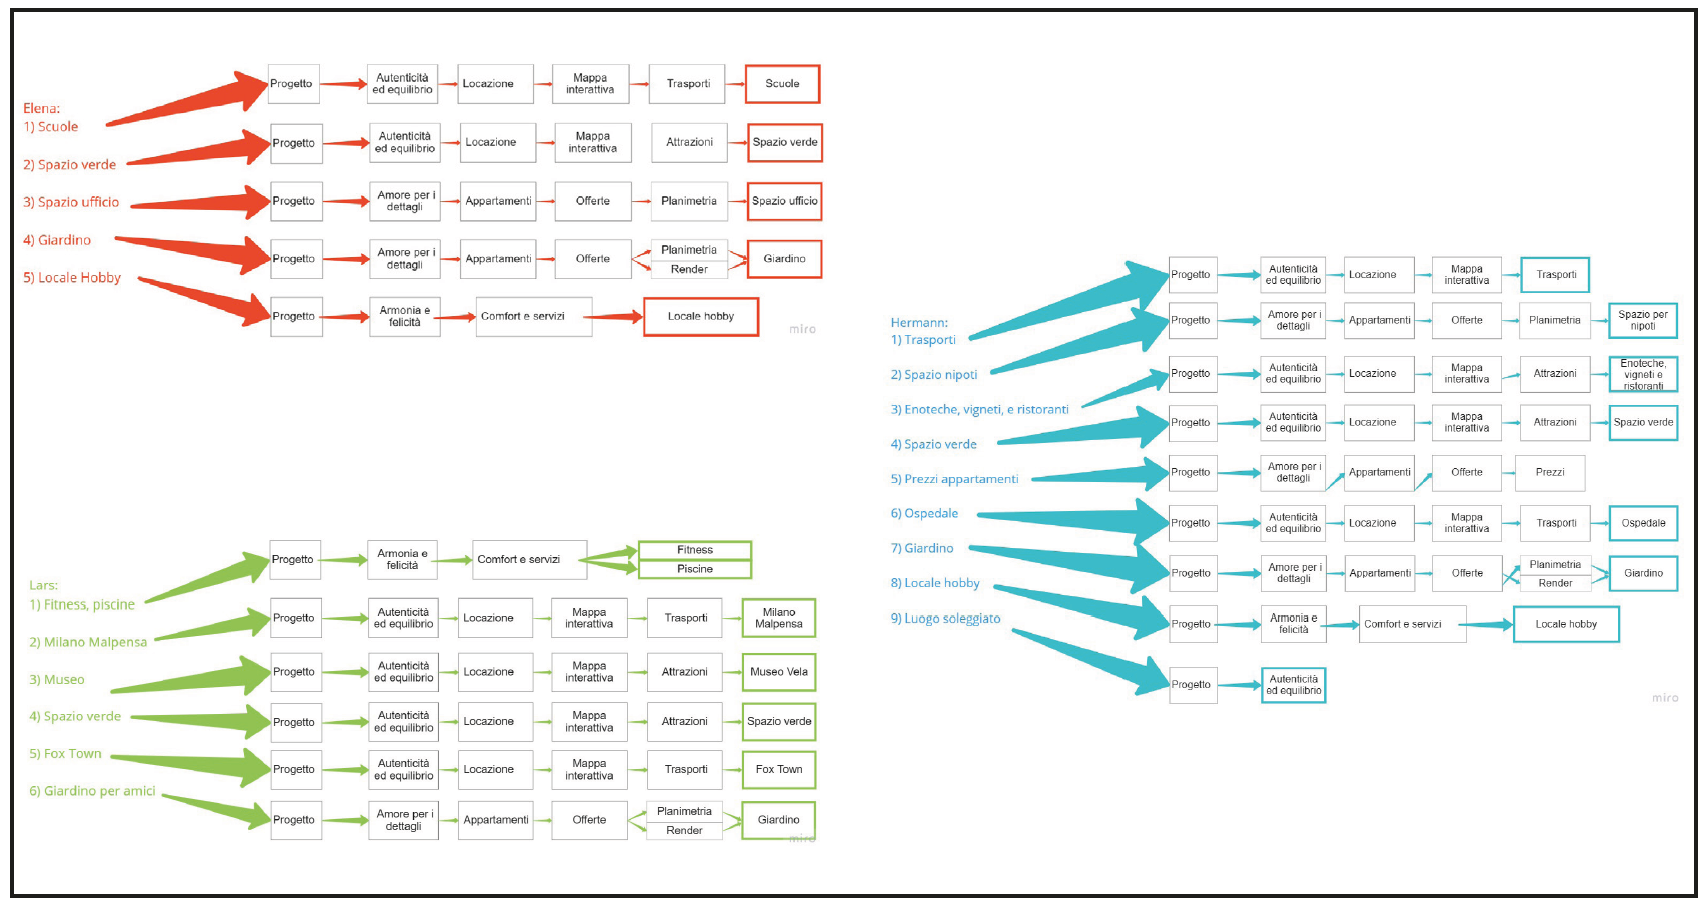 Elena:
1) Scuole
2) Spazio verde
3) Spazio ufficio
4) Giardino
5) Locale Hobby
Progetto
Autenticità
ed equilibrio
Locazione
Mappa
interattiva
Trasporti
Scuole
Progetto
Autenticità
ed equilibrio
Locazione
Mappa
interattiva
Attrazioni
Spazio verde
Progetto
Amore per i
dettagli
Appartamenti
Offerte
Planimetria
Spazio ufficio
Progetto
Amore per i
dettagli
Appartamenti
Offerte
Planimetria
Render
Giardino
Progetto
Armonia e
felicità
Comfort e servizi
Locale hobby
miro
Lars:
1) Fitness, piscine
2) Milano Malpensa
3) Museo
4) Spazio verde
5) Fox Town
6) Giardino per amici
Progetto
Armonia e
felicità
Comfort e servizi
Fitness
Piscine
Progetto
Autenticità
ed equilibrio
Locazione
Mappa
interattiva
Trasporti
Milano
Malpensa
Progetto
Autenticità
ed equilibrio
Locazione
Mappa
interattiva
Attrazioni
Museo Vela
Progetto
Autenticità
ed equilibrio
Locazione
Mappa
interattiva
Attrazioni
Spazio verde
Progetto
Autenticità
ed equilibrio
Locazione
Mappa
interattiva
Trasporti
Fox Town
Progetto
Amore per i
dettagli
Appartamenti
Offerte
Planimetria
Render
Giardino
miro
Hermann:
1) Trasporti
2) Spazio nipoti
3) Enoteche, vigneti, e ristoranti
4) Spazio verde
5) Prezzi appartamenti
6) Ospedale
7) Giardino
8) Locale hobby
9) Luogo soleggiato
Progetto
Autenticità
ed equilibrio
Locazione
Mappa
interattiva
Trasporti
Progetto
Amore per i
dettagli
Appartamenti
Offerte
Planimetria
Spazio per
nipoti
Progetto
Autenticità
ed equilibrio
Locazione
Mappa
interattiva
Attrazioni
Enoteche,
vigneti e
ristoranti
Progetto
Autenticità
ed equilibrio
Locazione
Mappa
interattiva
Attrazioni
Spazio verde
Progetto
Amore per i
dettagli
Appartamenti
Offerte
Prezzi
Progetto
Autenticità
ed equilibrio
Locazione
Mappa
interattiva
Trasporti
Ospedale
Progetto
Amore per i
dettagli
Appartamenti
Offerte
Planimetria
Render
Giardino
Progetto
Armonia e
felicità
Comfort e servizi
Locale hobby
Progetto
Autenticità
ed equilibrio
miro